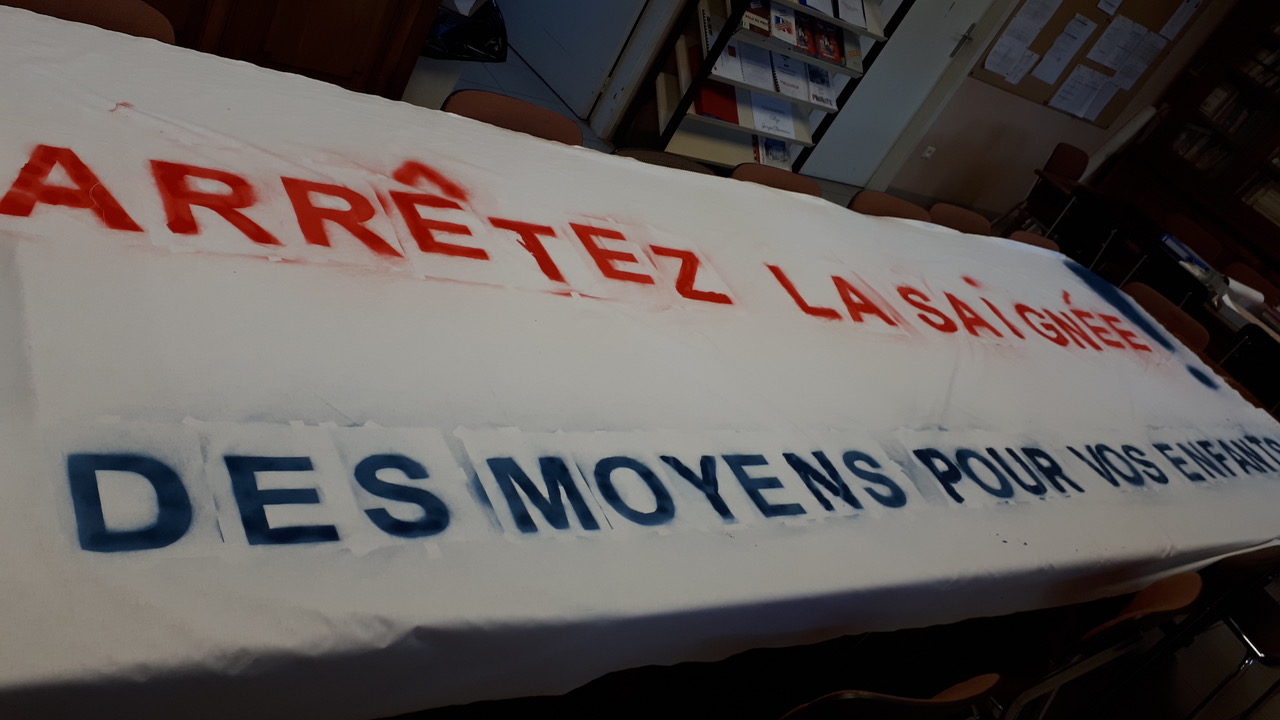 ARRÊTEZ LA SAIGNÉE !
DES MOYENS POUR VOS ENFANTS